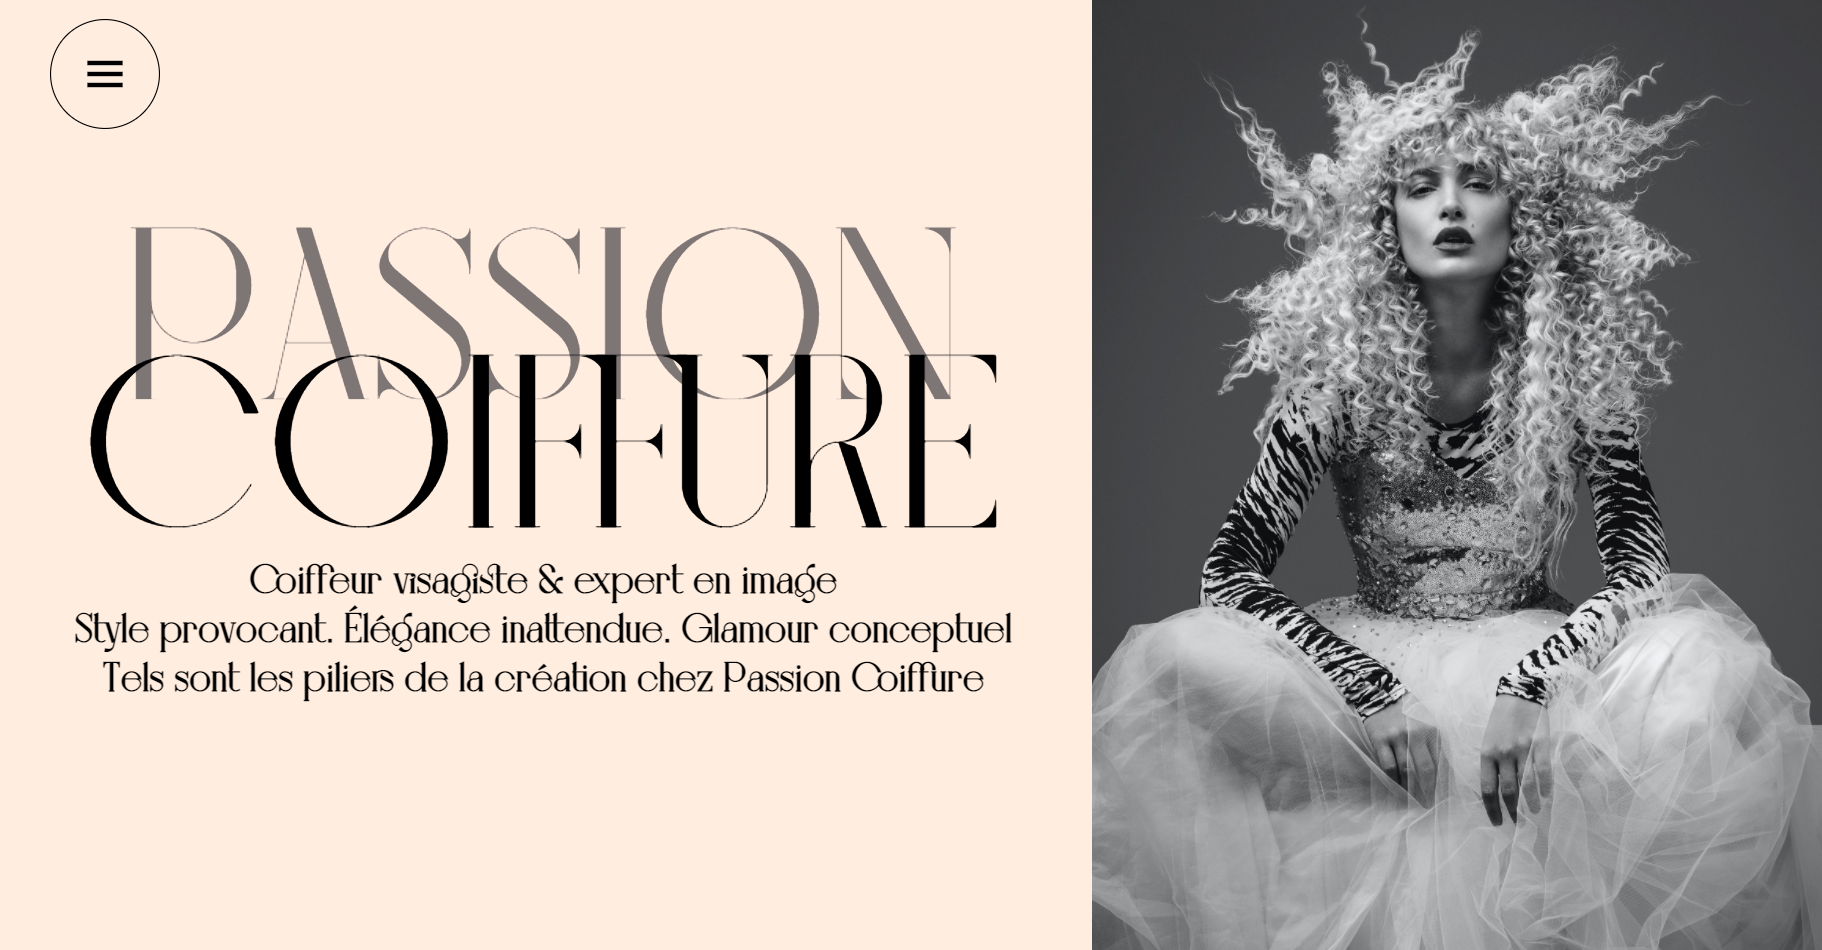 PASSION
COIFFURE
Coiffeur visagiste & expert en image
Style provocant. Élégance inattendue. Glamour conceptuel
Tels sont les piliers de la création chez Passion Coiffure